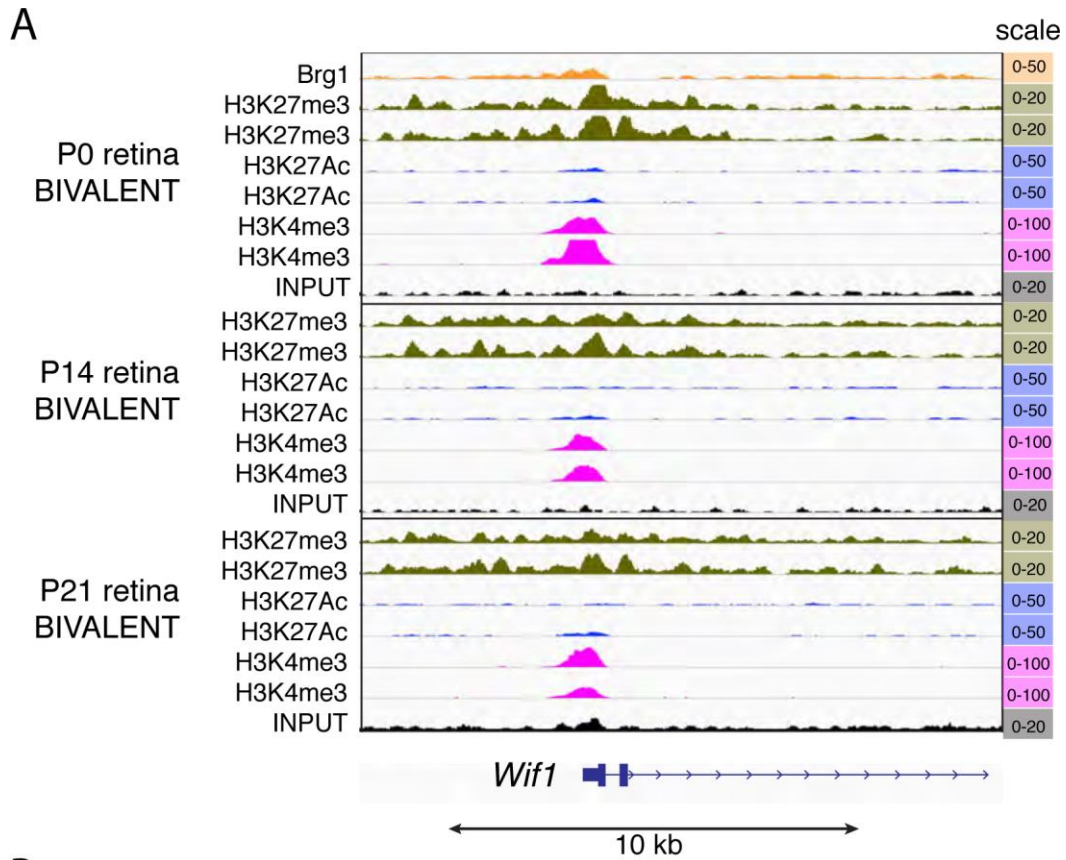 A
scale
Brg1 0-50
H3K27me3 0-20
H3K27me3 0-20
P0 retina
BIVALENT
H3K27Ac 0-50
H3K27Ac 0-50
H3K4me3 0-100
H3K4me3 0-100
INPUT 0-20
H3K27me3 0-20
H3K27me3 0-20
P14 retina
BIVALENT
H3K27Ac 0-50
H3K27Ac 0-50
H3K4me3 0-100
H3K4me3 0-100
INPUT 0-20
H3K27me3 0-20
H3K27me3 0-20
P21 retina
BIVALENT
H3K27Ac 0-50
H3K27Ac 0-50
H3K4me3 0-100
H3K4me3 0-100
INPUT 0-20
Wif1
10 kb